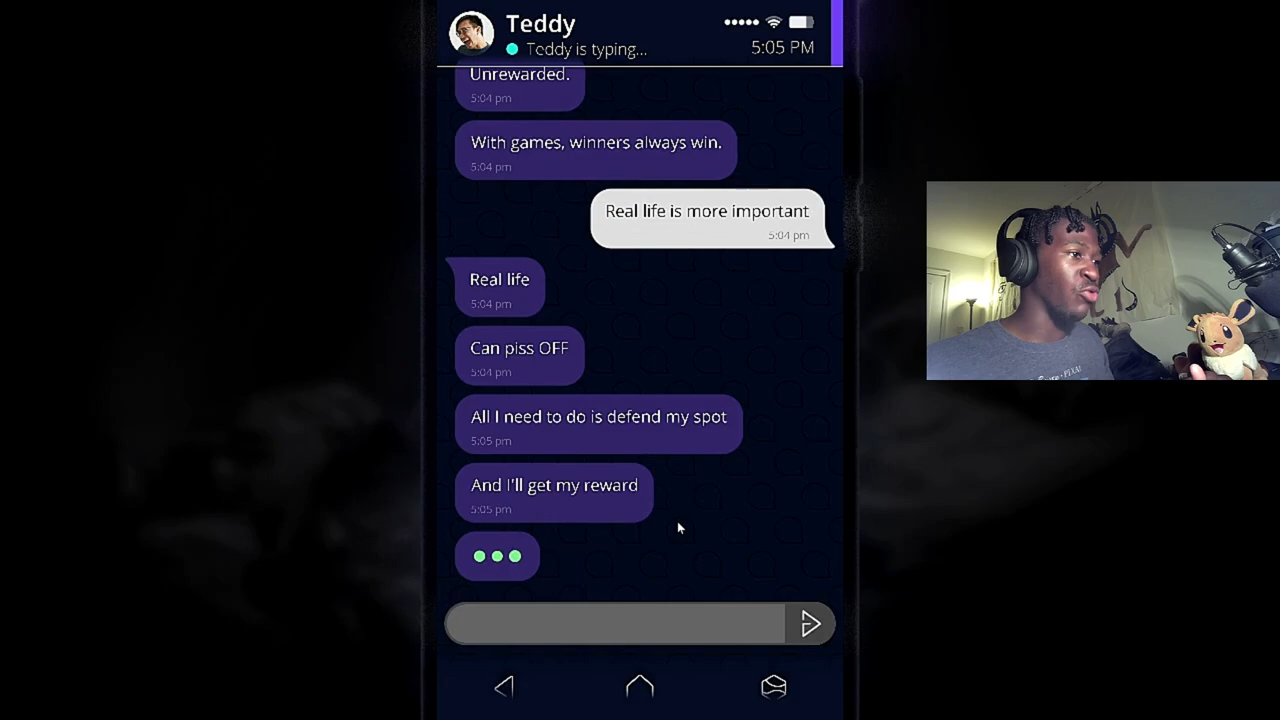 Teddy
Teddy is typing...
5:05 PM
Unrewarded.
5:04 pm
With games, winners always win.
5:04 pm
Real life is more important
5:04 pm
Real life
5:04 pm
Can piss OFF
5:04 pm
All I need to do is defend my spot
5:05 pm
And I'll get my reward
5:05 pm